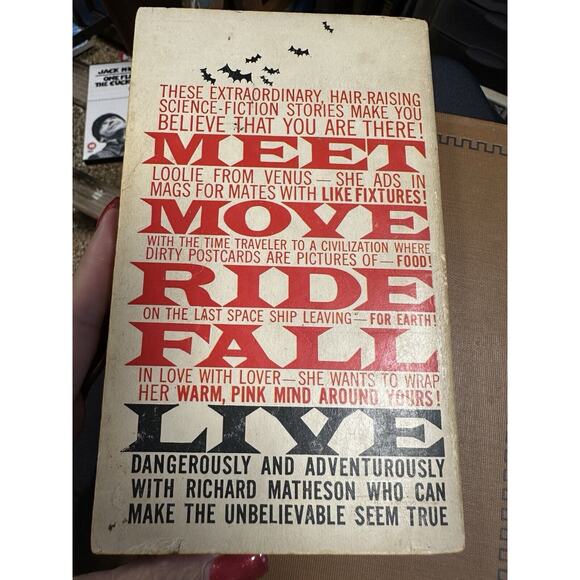 THESE EXTRAORDINARY, HAIR-RAISING
SCIENCE-FICTION STORIES MAKE YOU
BELIEVE THAT YOU ARE THERE!
MEET
LOOLIE FROM VENUS—SHE ADS IN
MAGS FOR MATES WITH LIKE FIXTURES!
MOVE
WITH THE TIME TRAVELER TO A CIVILIZATION WHERE
DIRTY POSTCARDS ARE PICTURES OF—FOOD!
RIDE
ON THE LAST SPACE SHIP LEAVING—FOR EARTH!
FALL
IN LOVE WITH LOVER—SHE WANTS TO WRAP
HER WARM, PINK MIND AROUND YOURS!
LIVE
DANGEROUSLY AND ADVENTUROUSLY
WITH RICHARD MATHESON WHO CAN
MAKE THE UNBELIEVABLE SEEM TRUE
JACK
ONE
THE CUCK